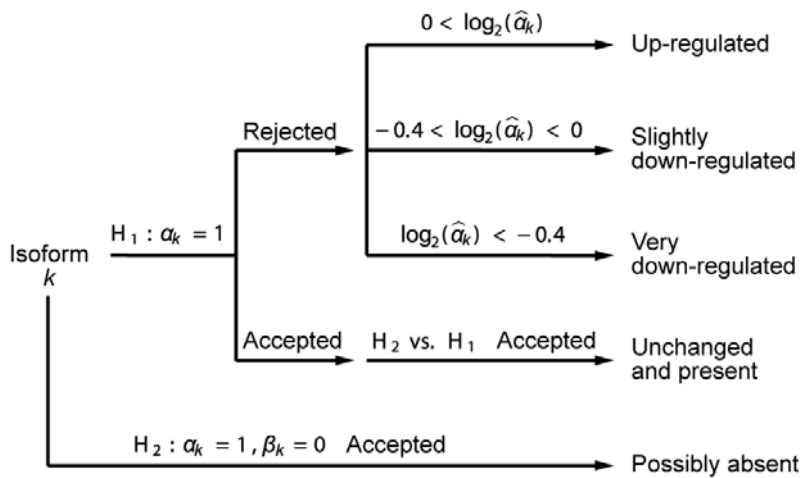 0 < log₂(α̂ₖ)
Up-regulated
Rejected
−0.4 < log₂(α̂ₖ) < 0
Slightly
down-regulated
H₁ : αₖ = 1
log₂(α̂ₖ) < −0.4
Very
down-regulated
Isoform
k
Accepted
H₂ vs. H₁ Accepted
Unchanged
and present
H₂ : αₖ = 1, βₖ = 0 Accepted
Possibly absent